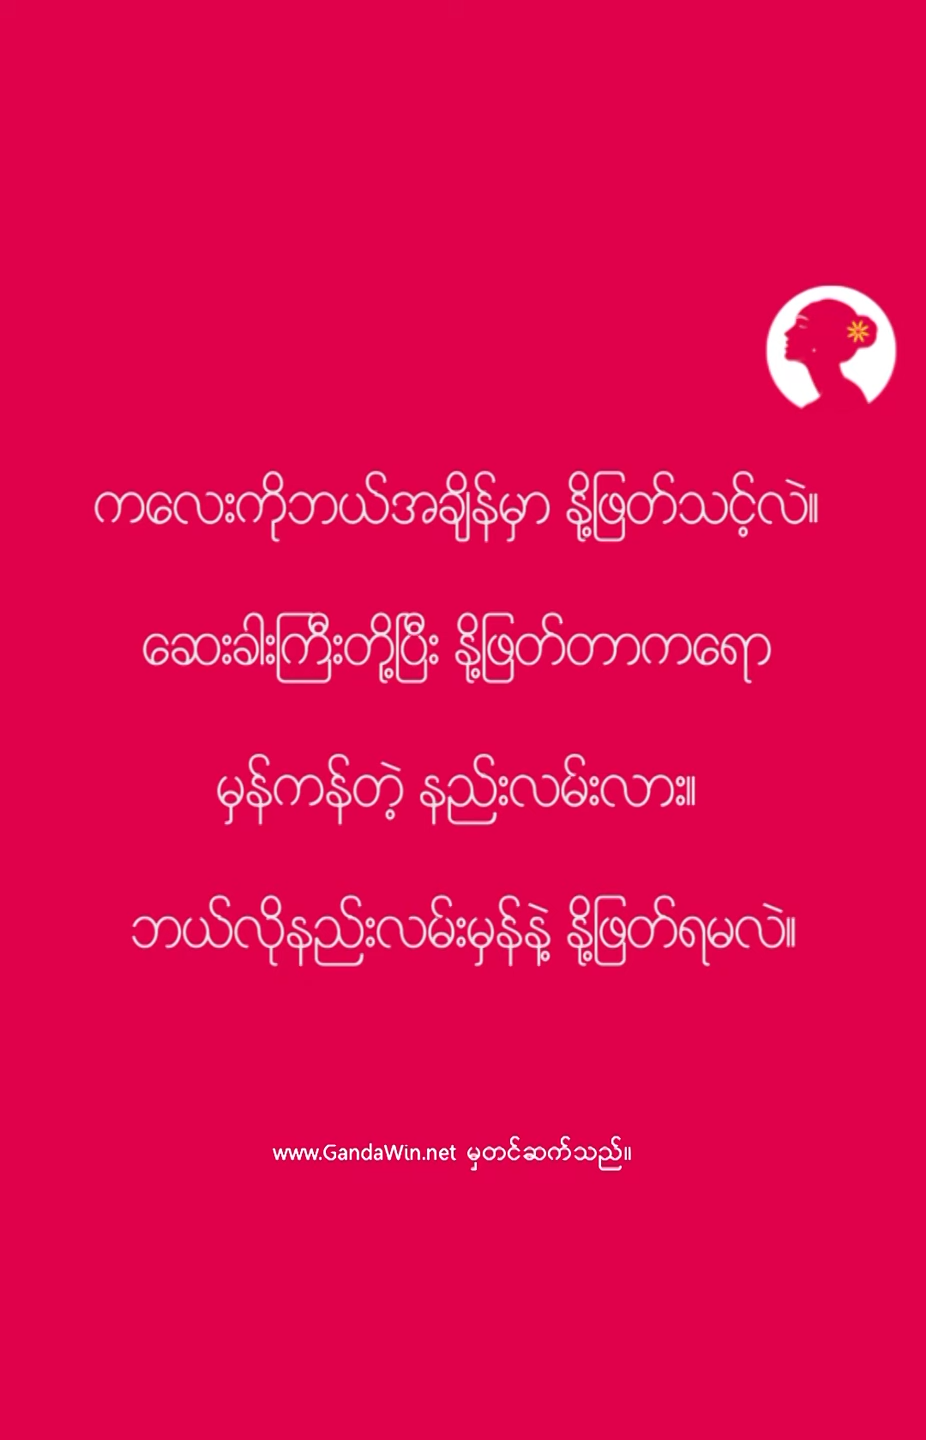 ကလေးကိုဘယ်အချိန်မှာ နို့ဖြတ်သင့်လဲ။
ဆေးခါးကြီးတို့ပြီး နို့ဖြတ်တာကရော
မှန်ကန်တဲ့ နည်းလမ်းလား။
ဘယ်လိုနည်းလမ်းမှန်နဲ့ နို့ဖြတ်ရမလဲ။
www.GandaWin.net မှတင်ဆက်သည်။